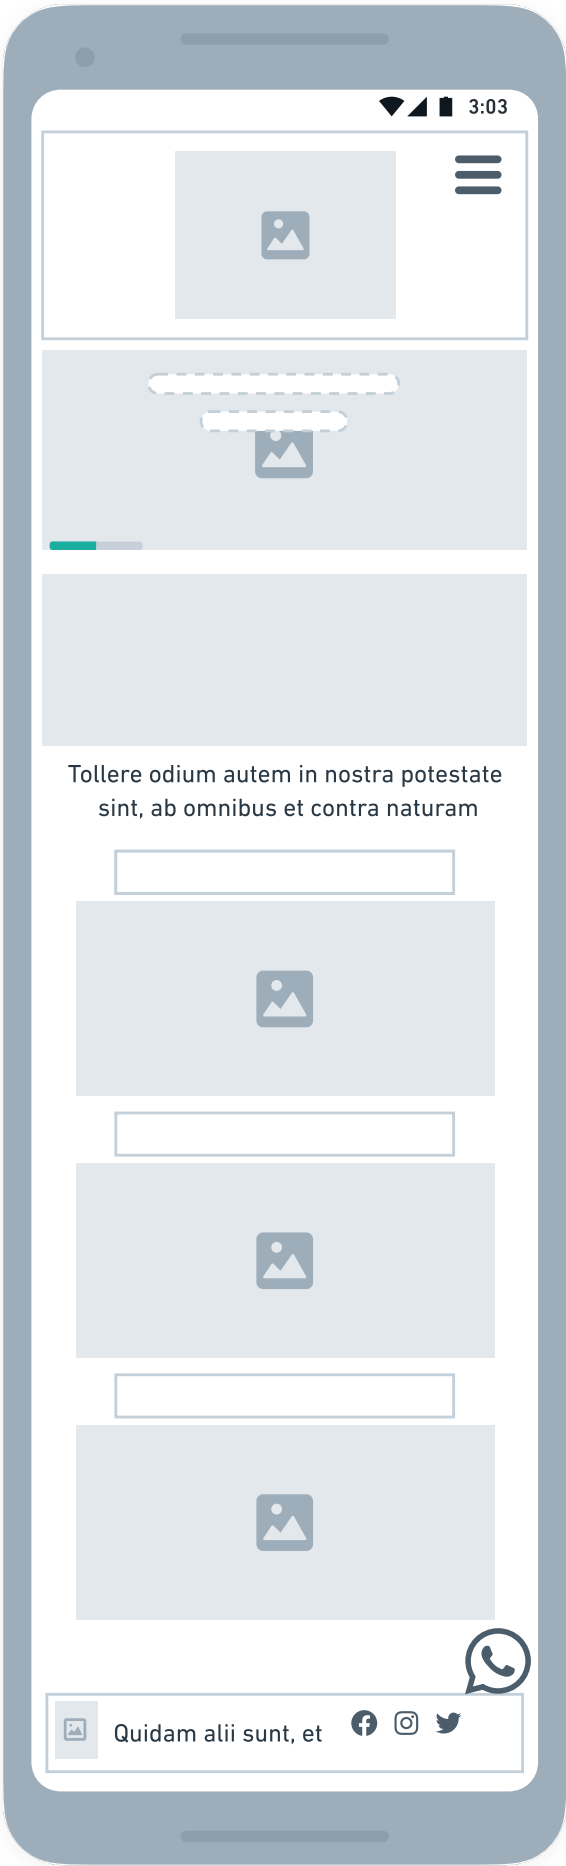 3:03
Tollere odium autem in nostra potestate
sint, ab omnibus et contra naturam
Quidam alii sunt, et